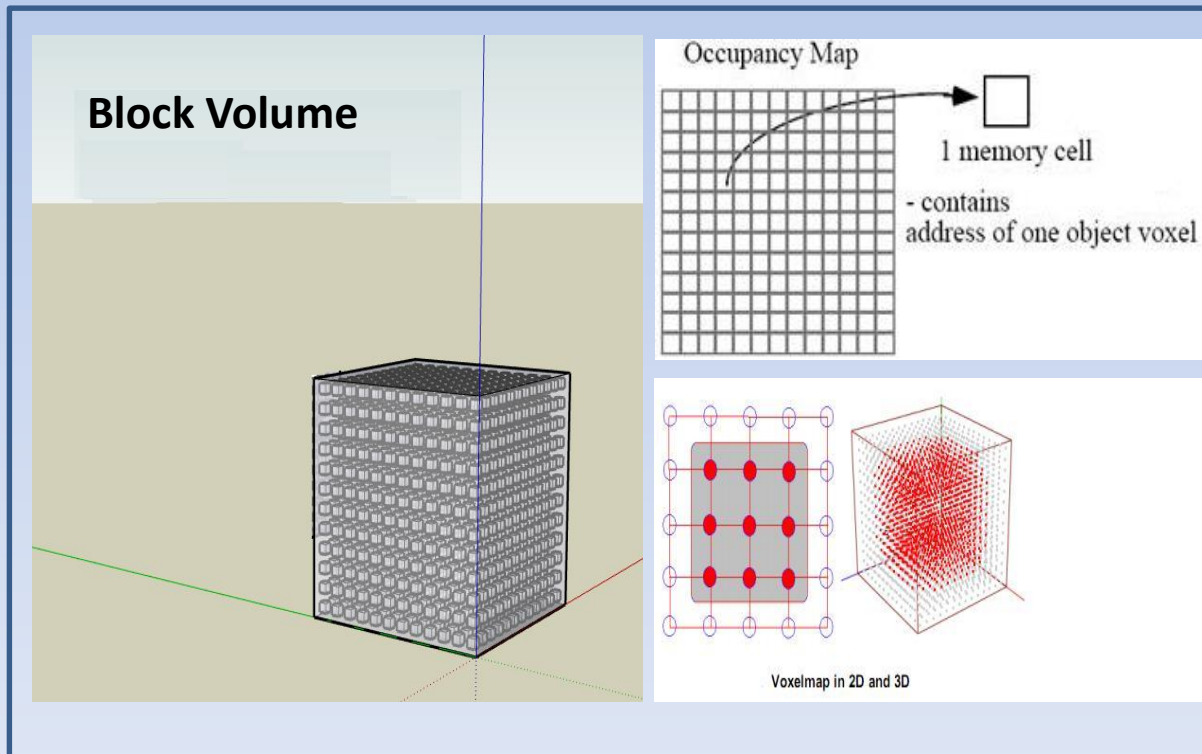 Block Volume
Occupancy Map
1 memory cell
- contains
address of one object voxel
Voxelmap in 2D and 3D